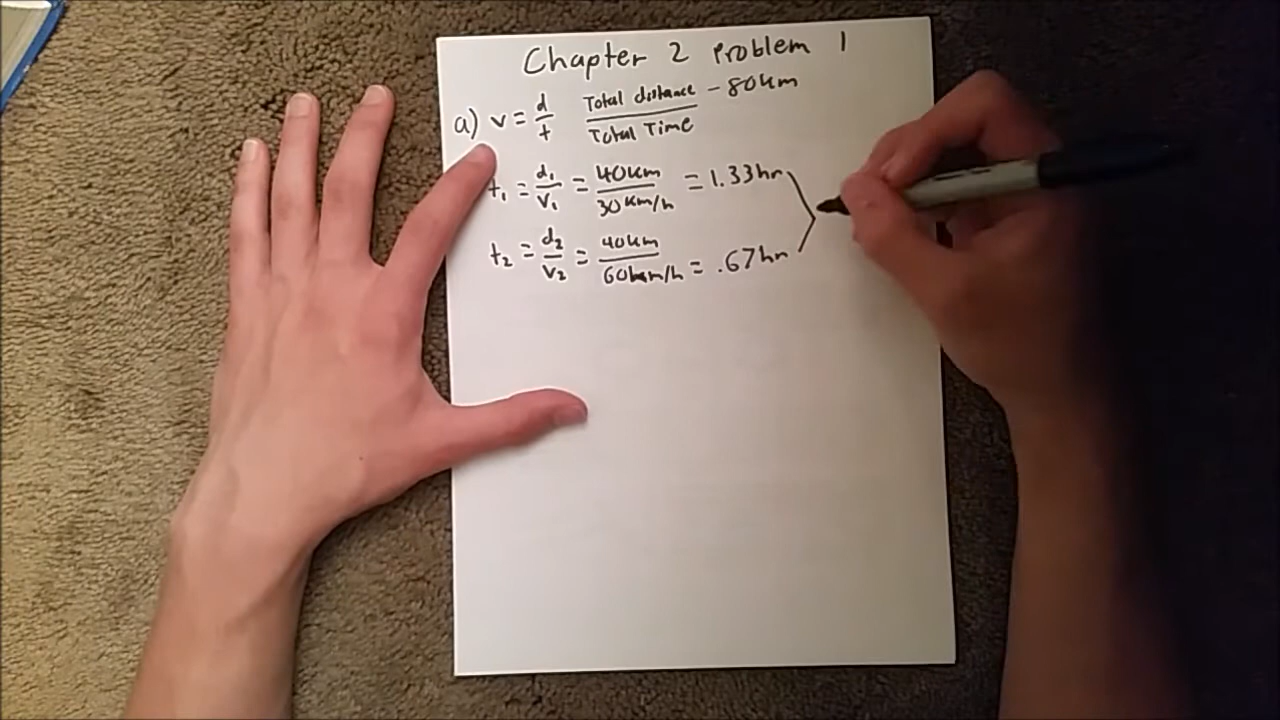 Chapter 2 Problem 1
a) v = d/t Total distance/Total Time - 80km
t₁ = d₁/v₁ = 40km/30km/h = 1.33hr
t₂ = d₂/v₂ = 40km/60km/h = .67hr